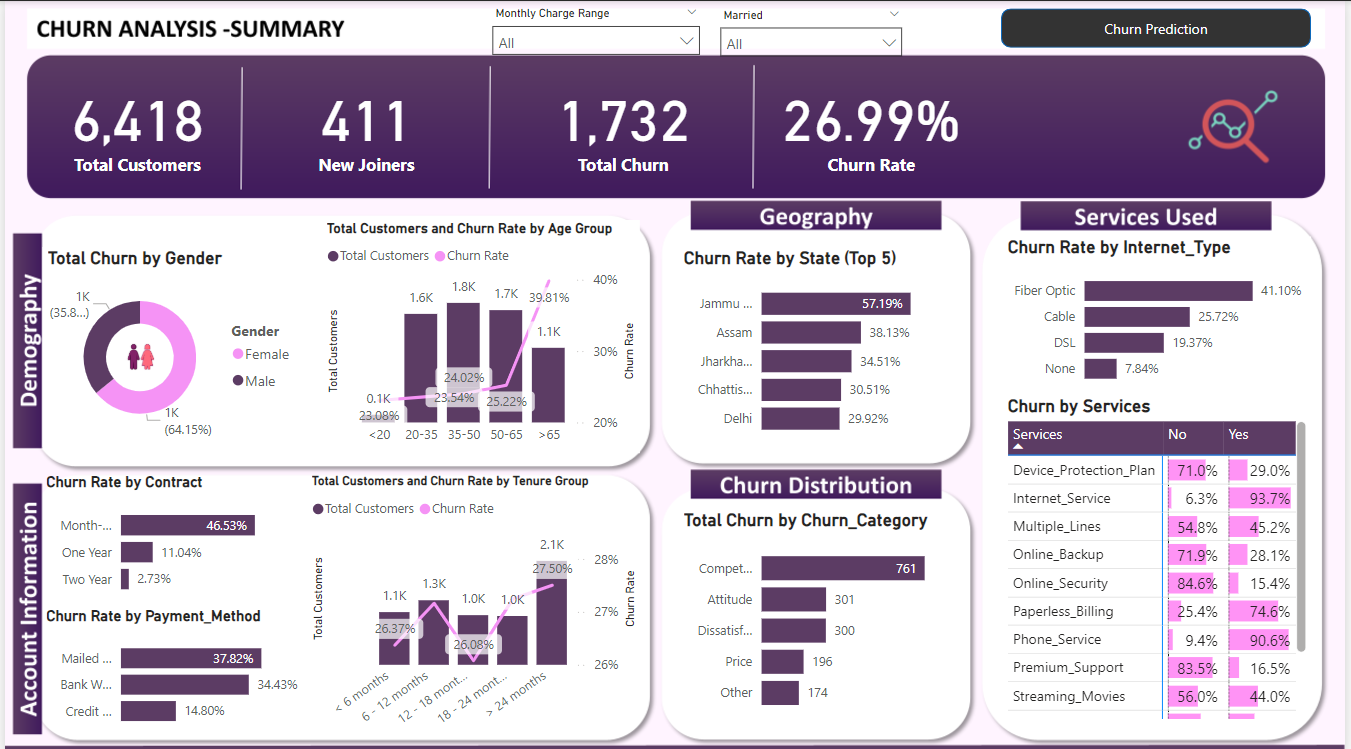 CHURN ANALYSIS -SUMMARY
Monthly Charge Range
All
Married
All
Churn Prediction
6,418
Total Customers
411
New Joiners
1,732
Total Churn
26.99%
Churn Rate
Demography
Total Churn by Gender
1K
(35.8...)
1K
(64.15%)
Gender
Female
Male
Total Customers and Churn Rate by Age Group
Total Customers Churn Rate
Total Customers
0.1K
1.6K
1.8K
1.7K
1.1K
23.08%
23.54%
24.02%
25.22%
39.81%
40%
30%
20%
Churn Rate
<20 20-35 35-50 50-65 >65
Geography
Churn Rate by State (Top 5)
Jammu ... 57.19%
Assam 38.13%
Jharkha... 34.51%
Chhattis... 30.51%
Delhi 29.92%
Services Used
Churn Rate by Internet_Type
Fiber Optic 41.10%
Cable 25.72%
DSL 19.37%
None 7.84%
Churn by Services
Services No Yes
Device_Protection_Plan 71.0% 29.0%
Internet_Service 6.3% 93.7%
Multiple_Lines 54.8% 45.2%
Online_Backup 71.9% 28.1%
Online_Security 84.6% 15.4%
Paperless_Billing 25.4% 74.6%
Phone_Service 9.4% 90.6%
Premium_Support 83.5% 16.5%
Streaming_Movies 56.0% 44.0%
Account Information
Churn Rate by Contract
Month-... 46.53%
One Year 11.04%
Two Year 2.73%
Churn Rate by Payment_Method
Mailed ... 37.82%
Bank W... 34.43%
Credit ... 14.80%
Total Customers and Churn Rate by Tenure Group
Total Customers Churn Rate
Total Customers
1.1K
1.3K
1.0K
1.0K
2.1K
26.37%
26.08%
27.50%
28%
27%
26%
Churn Rate
< 6 months
6 - 12 months
12 - 18 mont...
18 - 24 mont...
> 24 months
Churn Distribution
Total Churn by Churn_Category
Compet... 761
Attitude 301
Dissatisf... 300
Price 196
Other 174